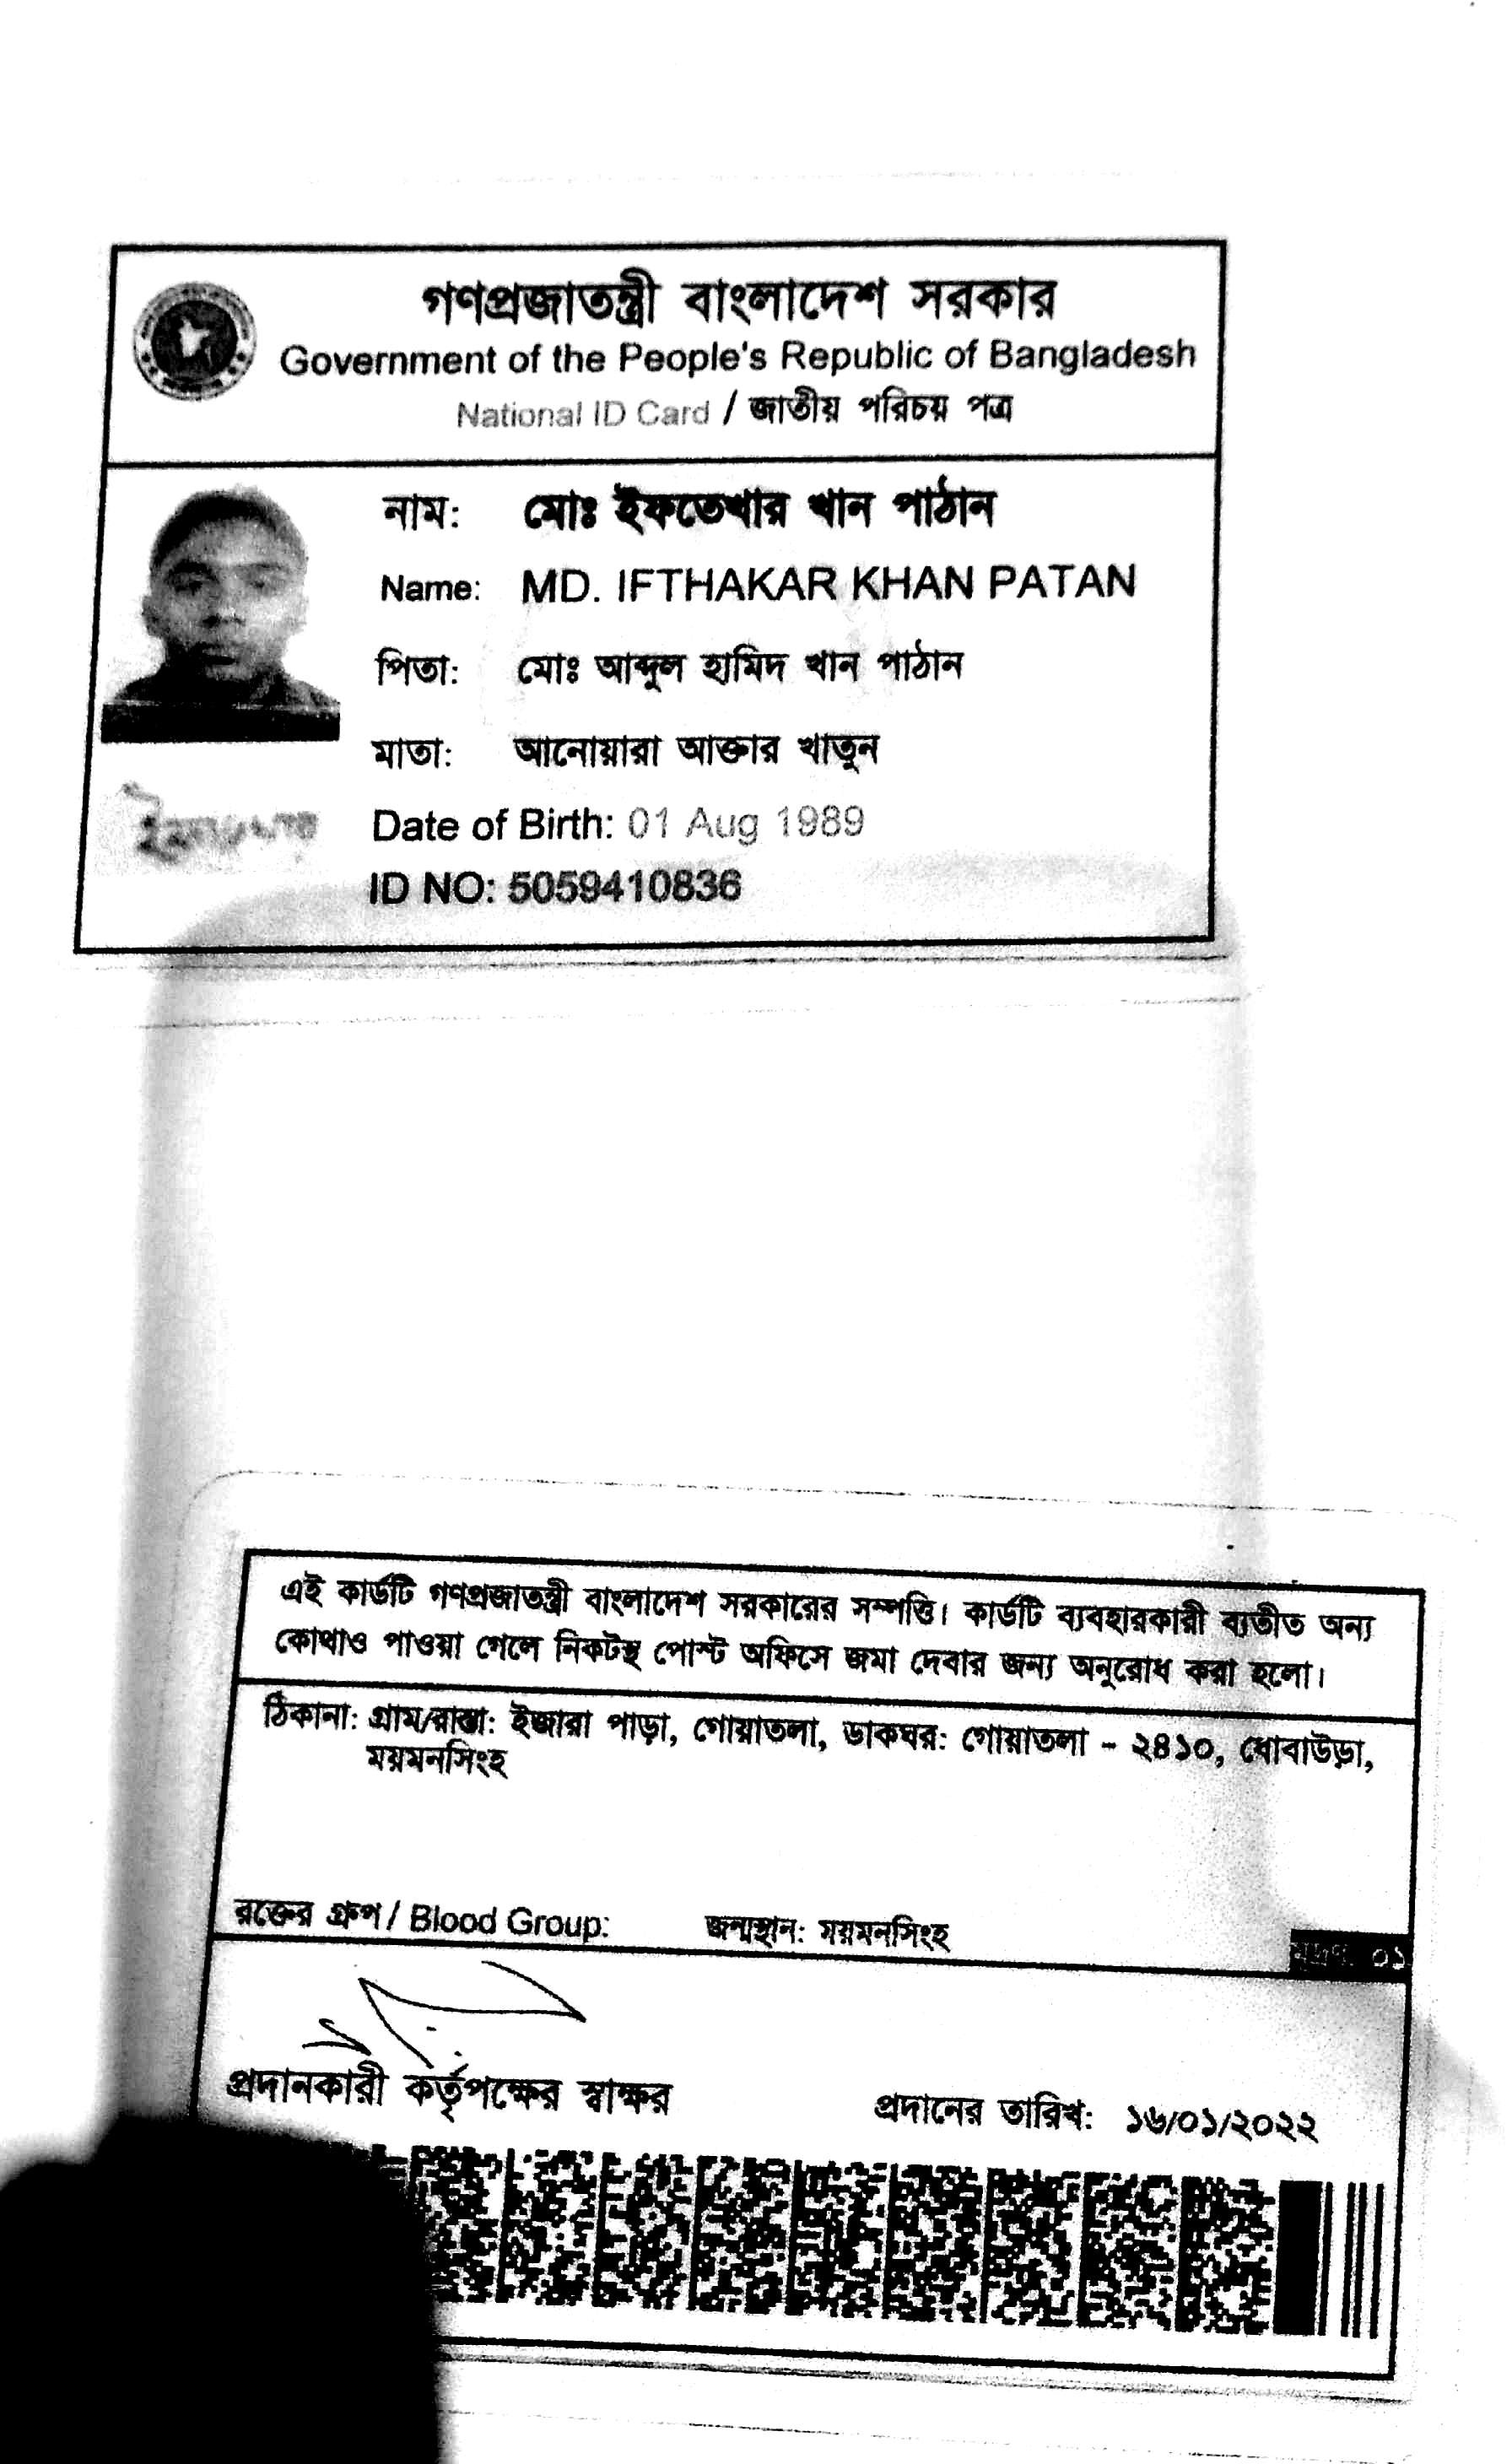 গণপ্রজাতন্ত্রী বাংলাদেশ সরকার
Government of the People's Republic of Bangladesh
National ID Card / জাতীয় পরিচয় পত্র
নাম: মোঃ ইফতেখার খান পাঠান
Name: MD. IFTHAKAR KHAN PATAN
পিতা: মোঃ আব্দুল হামিদ খান পাঠান
মাতা: আনোয়ারা আক্তার খাতুন
Date of Birth: 01 Aug 1989
ID NO: 5059410836
এই কার্ডটি গণপ্রজাতন্ত্রী বাংলাদেশ সরকারের সম্পত্তি। কার্ডটি ব্যবহারকারী ব্যতীত অন্য
কোথাও পাওয়া গেলে নিকটস্থ পোস্ট অফিসে জমা দেবার জন্য অনুরোধ করা হলো।
ঠিকানা: গ্রাম/রাস্তা: ইজারা পাড়া, গোয়াতলা, ডাকঘর: গোয়াতলা - ২৪১০, ধোবাউড়া,
ময়মনসিংহ
রক্তের গ্রুপ / Blood Group: জন্মস্থান: ময়মনসিংহ
মুদ্রণ: ০১
প্রদানকারী কর্তৃপক্ষের স্বাক্ষর প্রদানের তারিখ: ১৬/০১/২০২২